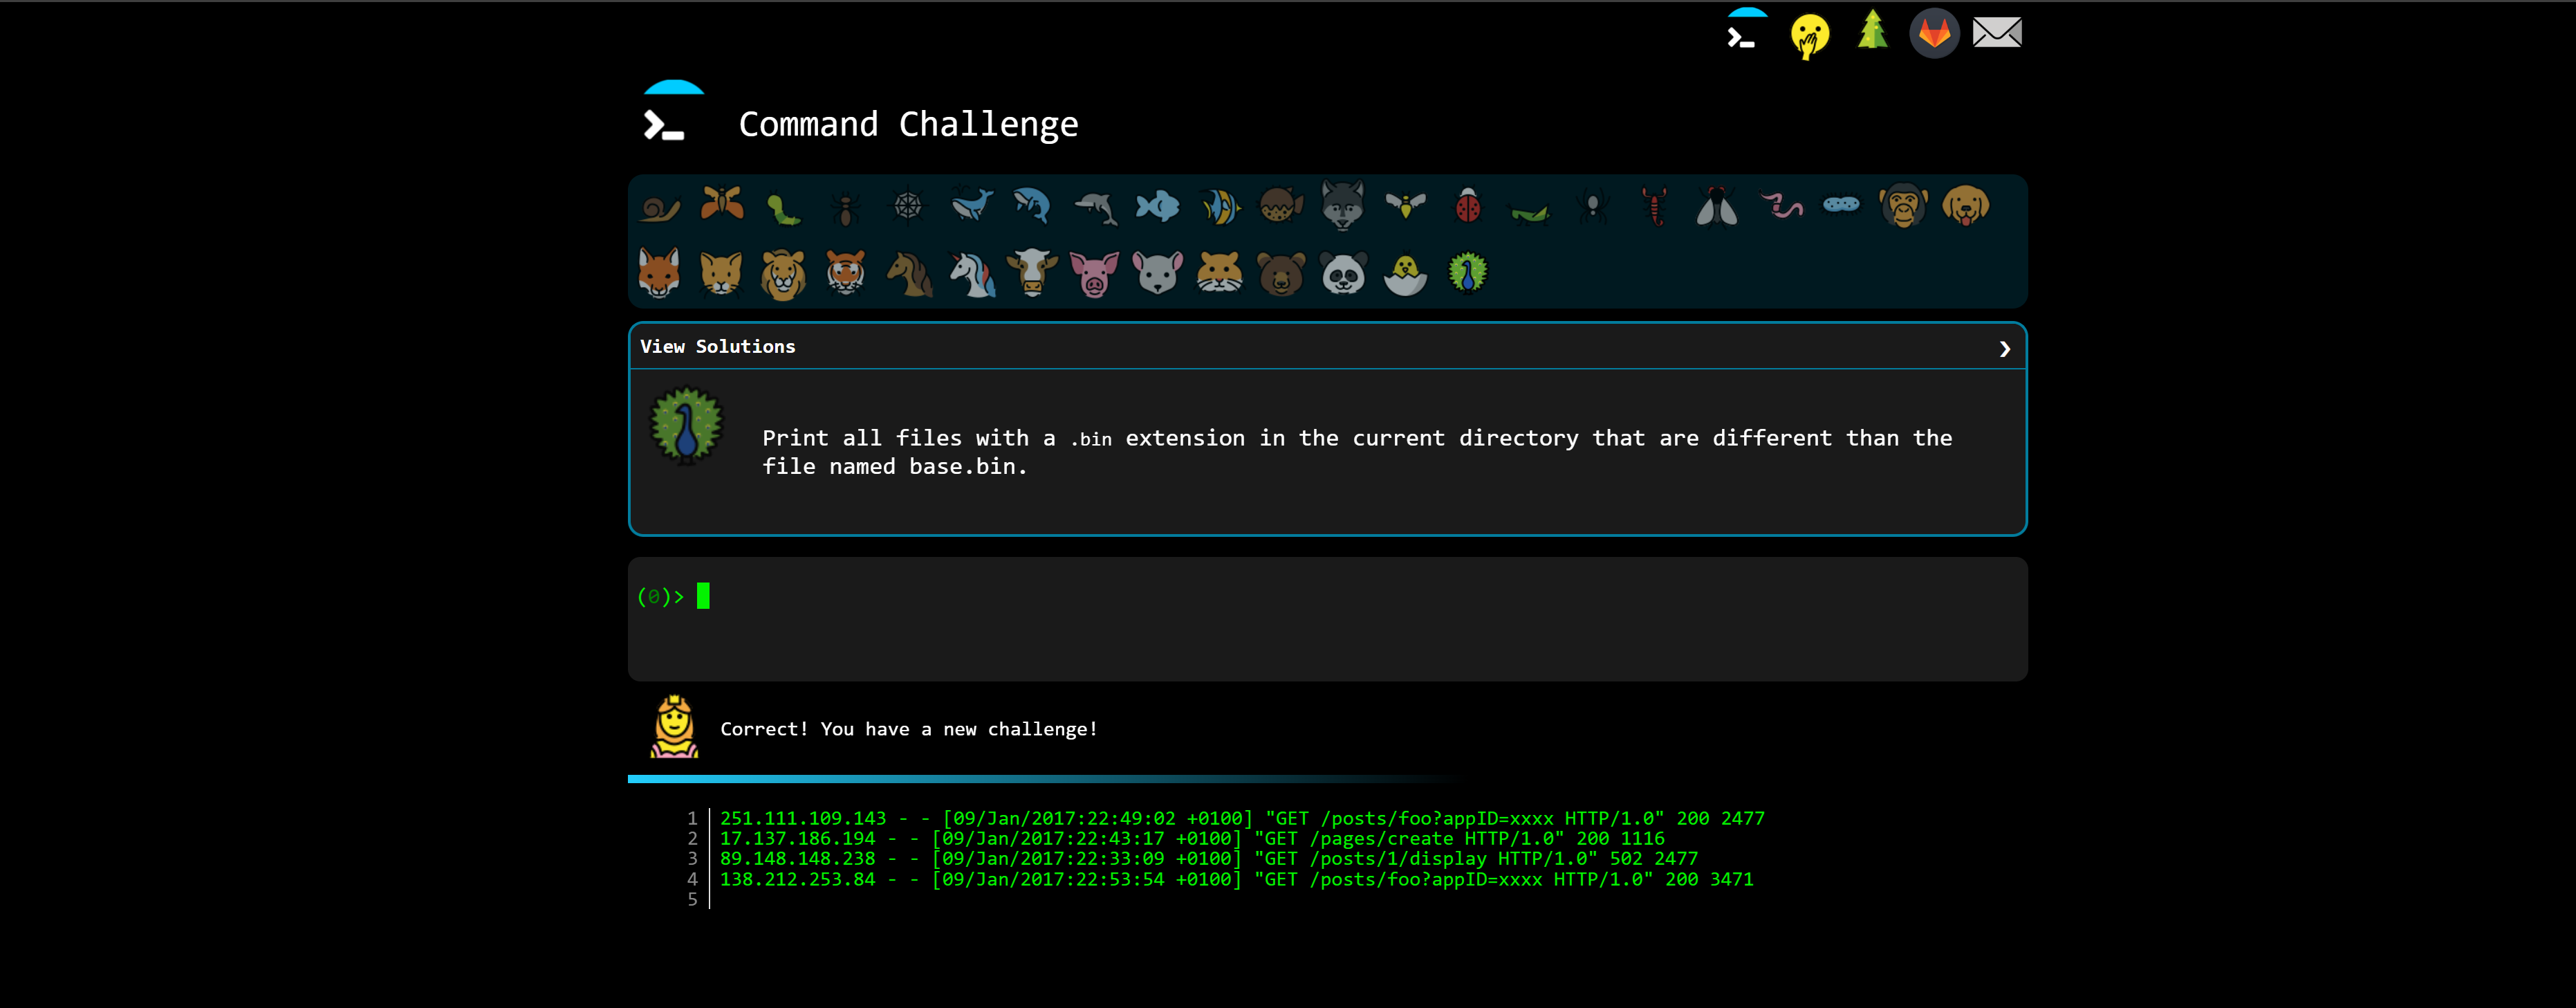 Command Challenge
View Solutions
Print all files with a .bin extension in the current directory that are different than the
file named base.bin.
(0)>
Correct! You have a new challenge!
1 251.111.109.143 - - [09/Jan/2017:22:49:02 +0100] "GET /posts/foo?appID=xxxx HTTP/1.0" 200 2477
2 17.137.186.194 - - [09/Jan/2017:22:43:17 +0100] "GET /pages/create HTTP/1.0" 200 1116
3 89.148.148.238 - - [09/Jan/2017:22:33:09 +0100] "GET /posts/1/display HTTP/1.0" 502 2477
4 138.212.253.84 - - [09/Jan/2017:22:53:54 +0100] "GET /posts/foo?appID=xxxx HTTP/1.0" 200 3471
5